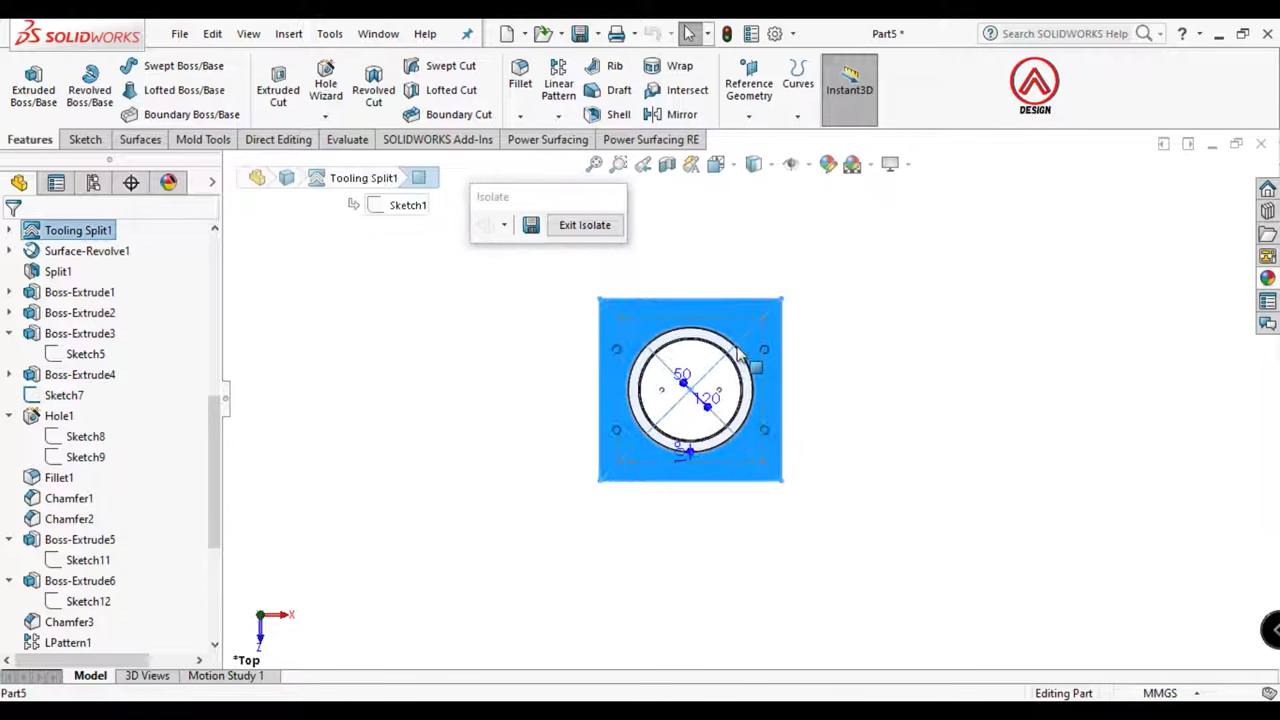 SOLIDWORKS
File Edit View Insert Tools Window Help
Part5 *
Search SOLIDWORKS Help
?
Extruded Boss/Base
Revolved Boss/Base
Swept Boss/Base
Lofted Boss/Base
Boundary Boss/Base
Extruded Cut
Hole Wizard
Revolved Cut
Swept Cut
Lofted Cut
Boundary Cut
Fillet
Linear Pattern
Rib
Draft
Shell
Wrap
Intersect
Mirror
Reference Geometry
Curves
Instant3D
DESIGN
Features Sketch Surfaces Mold Tools Direct Editing Evaluate SOLIDWORKS Add-Ins Power Surfacing Power Surfacing RE
Tooling Split1
Sketch1
Isolate
Exit Isolate
Tooling Split1
Surface-Revolve1
Split1
Boss-Extrude1
Boss-Extrude2
Boss-Extrude3
Sketch5
Boss-Extrude4
Sketch7
Hole1
Sketch8
Sketch9
Fillet1
Chamfer1
Chamfer2
Boss-Extrude5
Sketch11
Boss-Extrude6
Sketch12
Chamfer3
LPattern1
50
120
X
Z
*Top
Model 3D Views Motion Study 1
Part5
Editing Part
MMGS